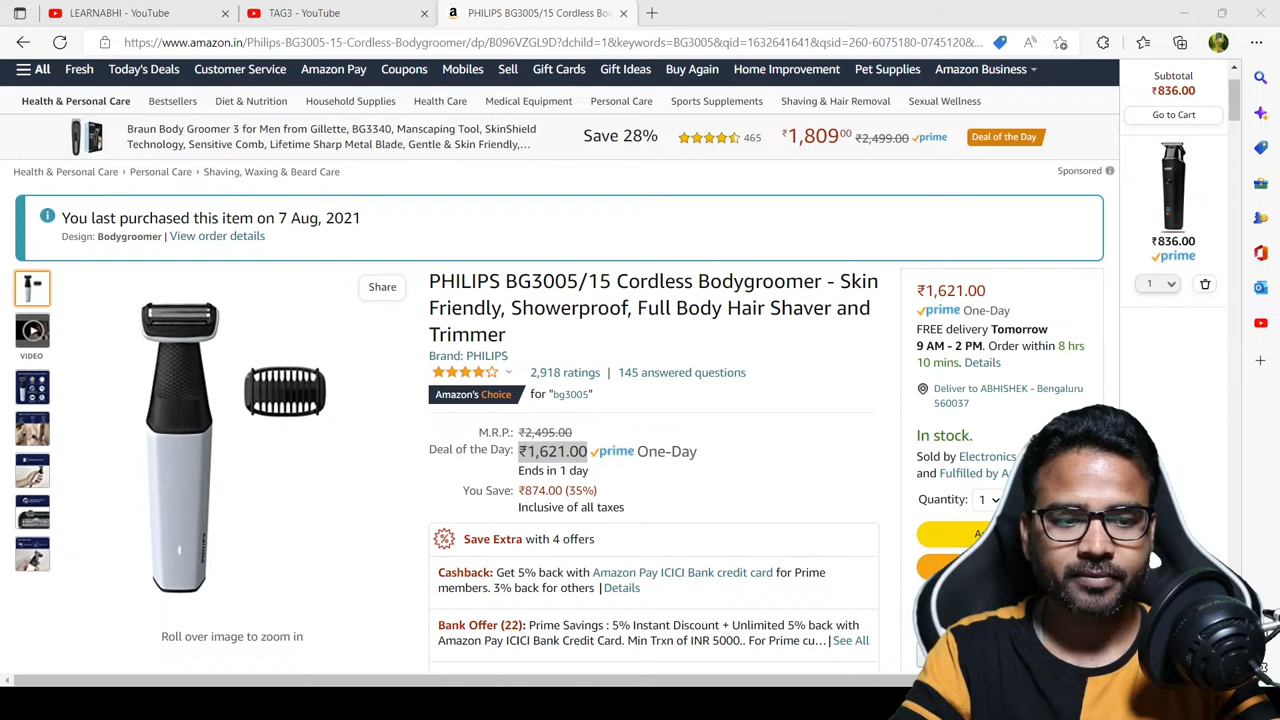 LEARNABHI - YouTube
TAG3 - YouTube
PHILIPS BG3005/15 Cordless Bo
https://www.amazon.in/Philips-BG3005-15-Cordless-Bodygroomer/dp/B096VSGL9D?dchild=1&keywords=BG3005&qid=1632641641&qsid=260-6075180-0745120&...
All Fresh Today's Deals Customer Service Amazon Pay Coupons Mobiles Sell Gift Cards Gift Ideas Buy Again Home Improvement Pet Supplies Amazon Business
Health & Personal Care Bestsellers Diet & Nutrition Household Supplies Health Care Medical Equipment Personal Care Sports Supplements Shaving & Hair Removal Sexual Wellness
Braun Body Groomer 3 for Men from Gillette, BG3340, Manscaping Tool, SkinShield
Technology, Sensitive Comb, Lifetime Sharp Metal Blade, Gentle & Skin Friendly,...
Save 28%
465
₹1,809.00 ₹2,499.00 prime
Deal of the Day
Health & Personal Care › Personal Care › Shaving, Waxing & Beard Care
Sponsored
You last purchased this item on 7 Aug, 2021
Design: Bodygroomer | View order details
VIDEO
Share
Roll over image to zoom in
PHILIPS BG3005/15 Cordless Bodygroomer - Skin
Friendly, Showerproof, Full Body Hair Shaver and
Trimmer
Brand: PHILIPS
2,918 ratings | 145 answered questions
Amazon's Choice for "bg3005"
M.R.P.: ₹2,495.00
Deal of the Day: ₹1,621.00 prime One-Day
Ends in 1 day
You Save: ₹874.00 (35%)
Inclusive of all taxes
Save Extra with 4 offers
Cashback: Get 5% back with Amazon Pay ICICI Bank credit card for Prime
members. 3% back for others | Details
Bank Offer (22): Prime Savings : 5% Instant Discount + Unlimited 5% back with
Amazon Pay ICICI Bank Credit Card. Min Trxn of INR 5000.. For Prime cu... | See All
₹1,621.00
prime One-Day
FREE delivery Tomorrow
9 AM - 2 PM. Order within 8 hrs
10 mins. Details
Deliver to ABHISHEK - Bengaluru
560037
In stock.
Sold by Electronics
and Fulfilled by A
Quantity: 1
Subtotal
₹836.00
Go to Cart
₹836.00
prime
1